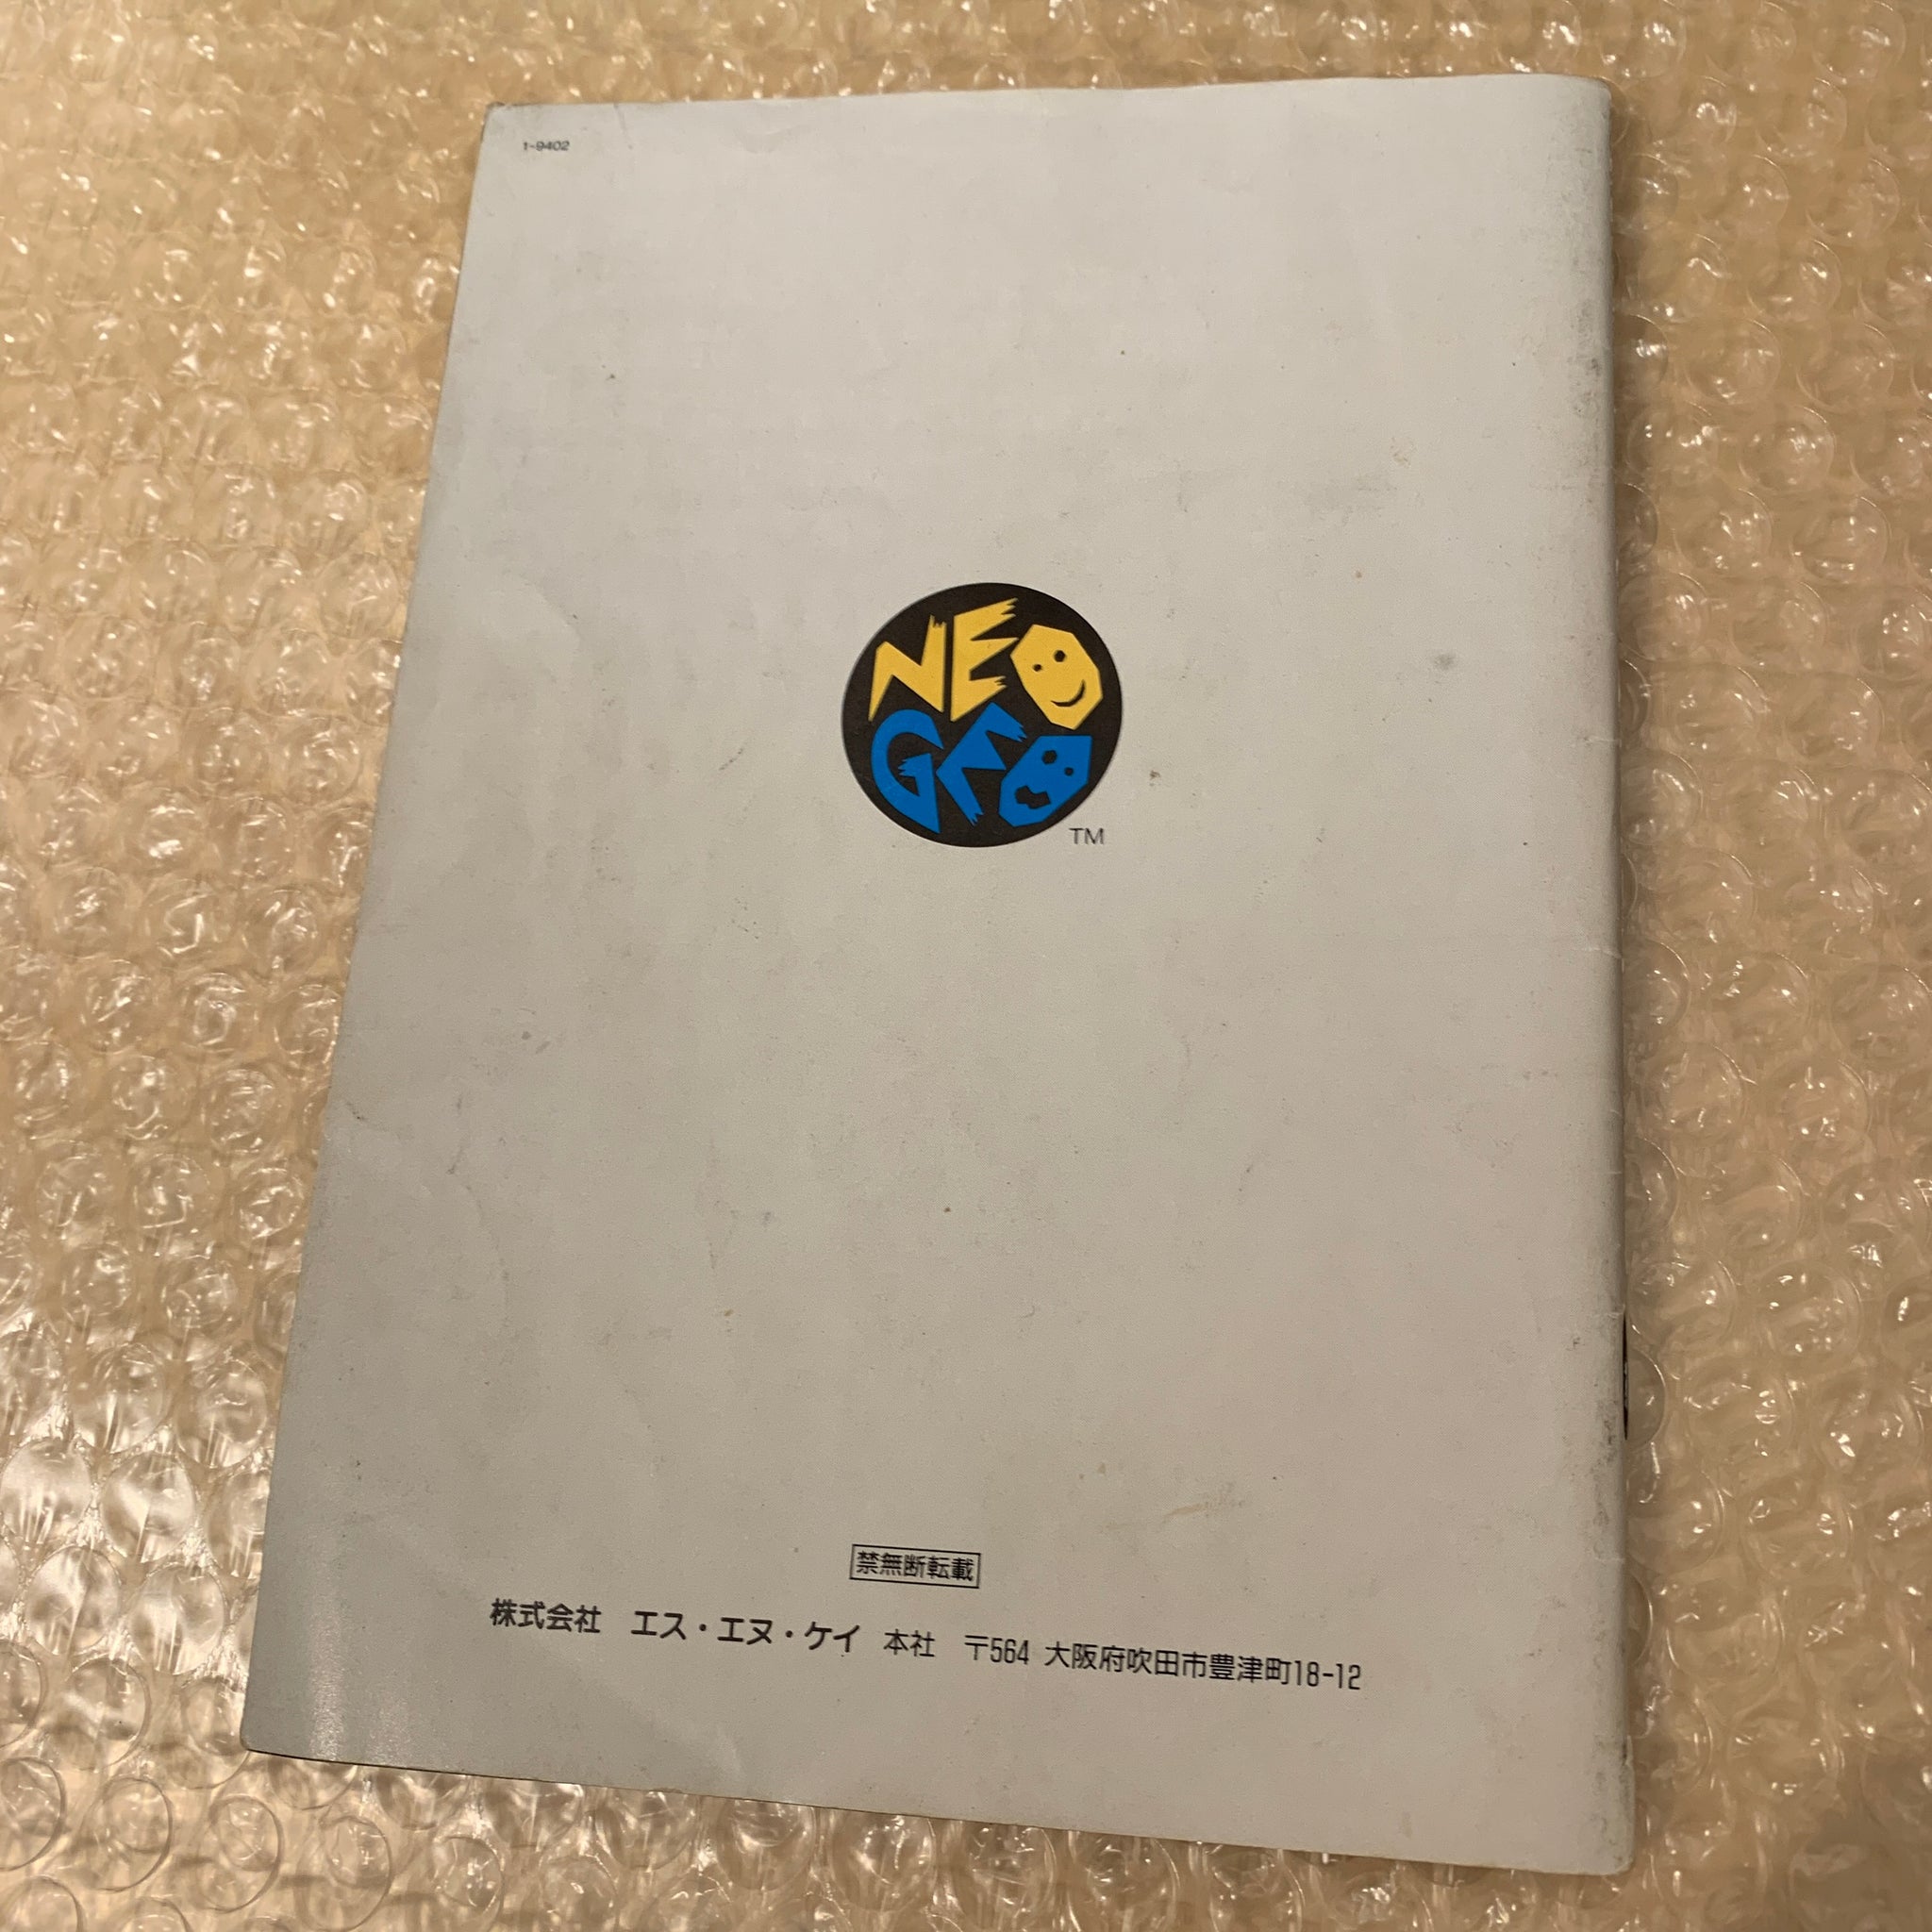 1-9402
NEO
GEO
TM
禁無断転載
株式会社 エス・エヌ・ケイ 本社 〒564 大阪府吹田市豊津町18-12